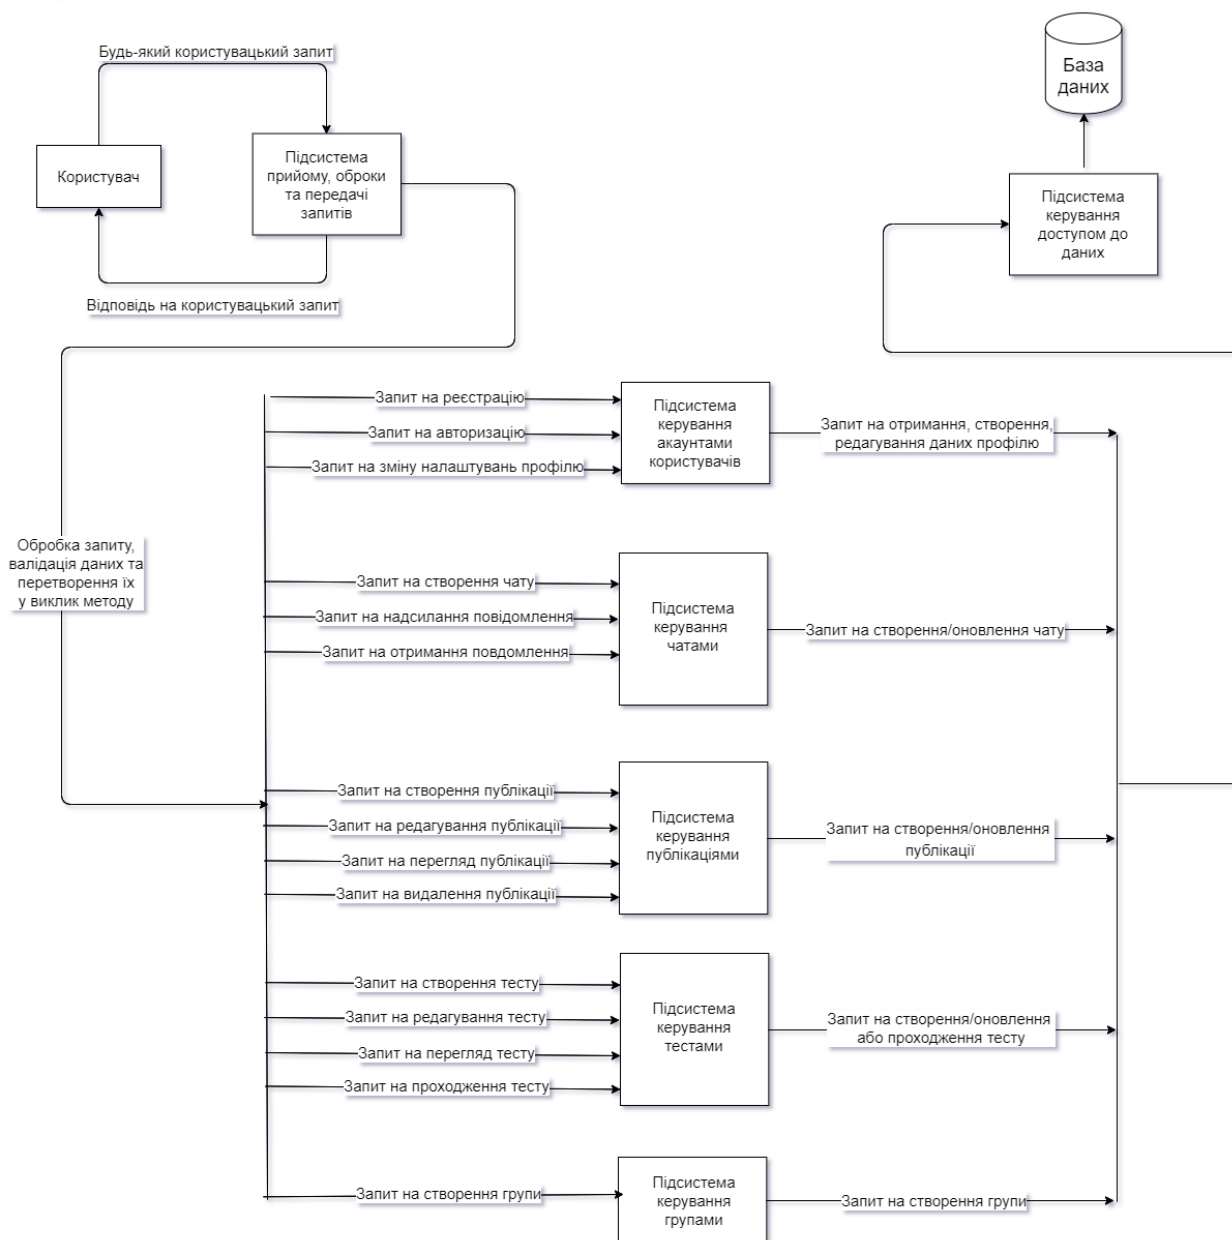 Будь-який користувацький запит
Користувач
Підсистема
прийому, оброки
та передачі
запитів
Відповідь на користувацький запит
База
даних
Підсистема
керування
доступом до
даних
Обробка запиту,
валідація даних та
перетворення їх
у виклик методу
Запит на реєстрацію
Запит на авторизацію
Запит на зміну налаштувань профілю
Підсистема
керування
акаунтами
користувачів
Запит на отримання, створення,
редагування даних профілю
Запит на створення чату
Запит на надсилання повідомлення
Запит на отримання повдомлення
Підсистема
керування
чатами
Запит на створення/оновлення чату
Запит на створення публікації
Запит на редагування публікації
Запит на перегляд публікації
Запит на видалення публікації
Підсистема
керування
публікаціями
Запит на створення/оновлення
публікації
Запит на створення тесту
Запит на редагування тесту
Запит на перегляд тесту
Запит на проходження тесту
Підсистема
керування
тестами
Запит на створення/оновлення
або проходження тесту
Запит на створення групи
Підсистема
керування
групами
Запит на створення групи